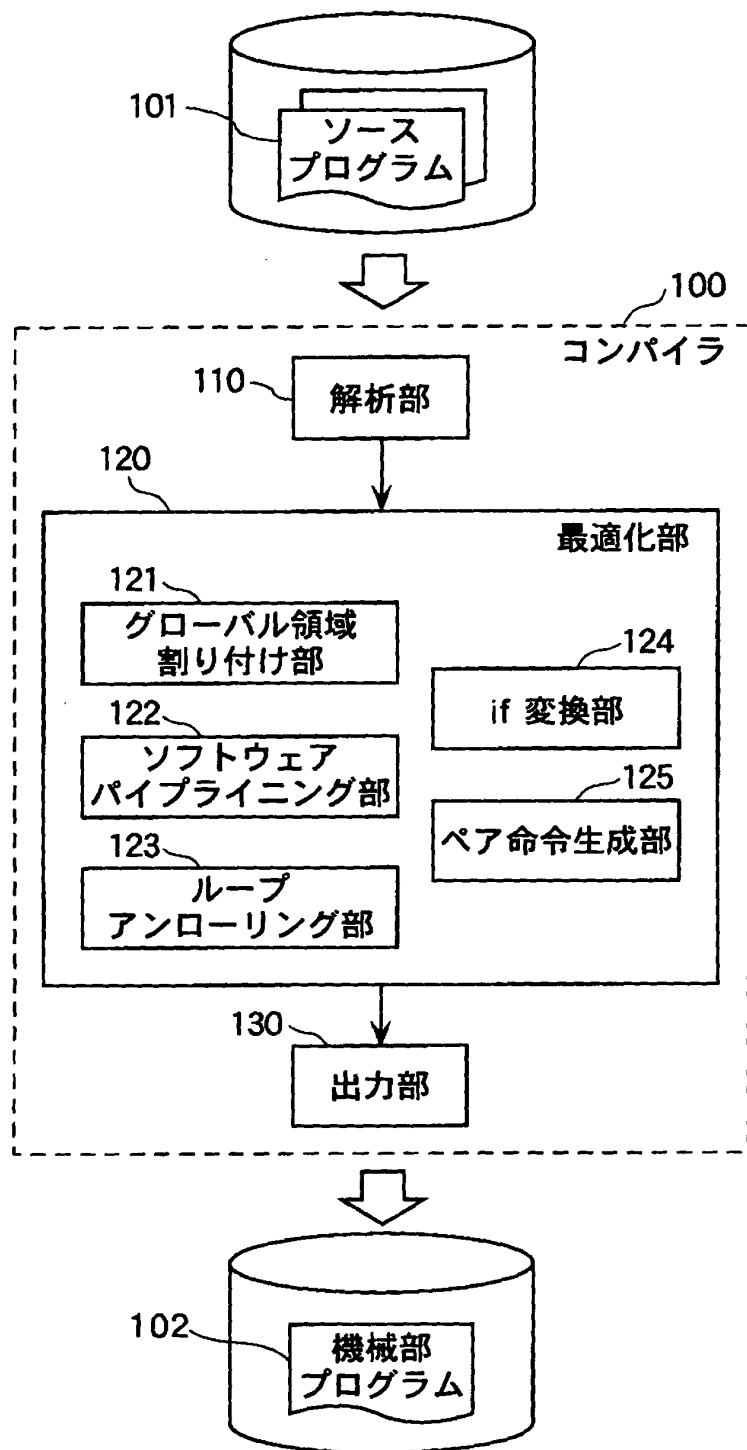 101
ソース
プログラム
100
コンパイラ
110
解析部
120
最適化部
121
グローバル領域
割り付け部
124
if 変換部
122
ソフトウェア
パイプライニング部
125
ペア命令生成部
123
ループ
アンローリング部
130
出力部
102
機械部
プログラム